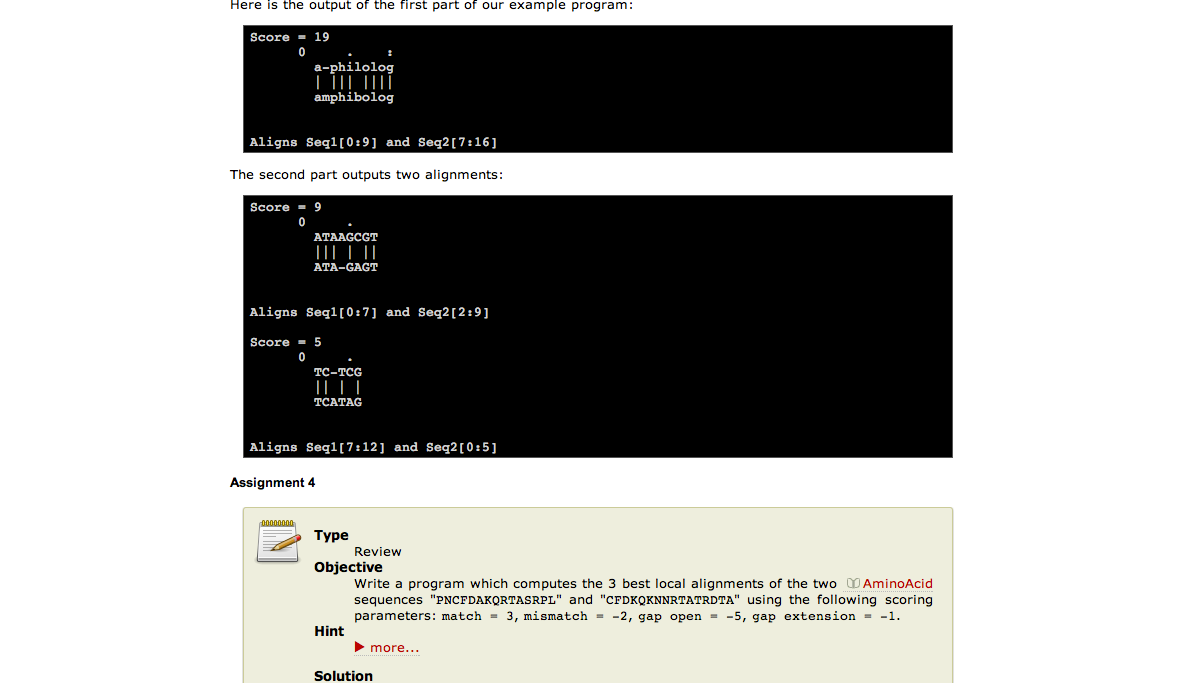 Here is the output of the first part of our example program:
Score = 19
0 . :
a-philolog
| ||| ||||
amphibolog
Aligns Seq1[0:9] and Seq2[7:16]
The second part outputs two alignments:
Score = 9
0 .
ATAAGCGT
||| | ||
ATA-GAGT
Aligns Seq1[0:7] and Seq2[2:9]
Score = 5
0 .
TC-TCG
|| | |
TCATAG
Aligns Seq1[7:12] and Seq2[0:5]
Assignment 4
Type
Review
Objective
Write a program which computes the 3 best local alignments of the two AminoAcid
sequences "PNCFDAKQRTASRPL" and "CFDKQKNNRTATRDTA" using the following scoring
parameters: match = 3, mismatch = -2, gap open = -5, gap extension = -1.
Hint
more...
Solution